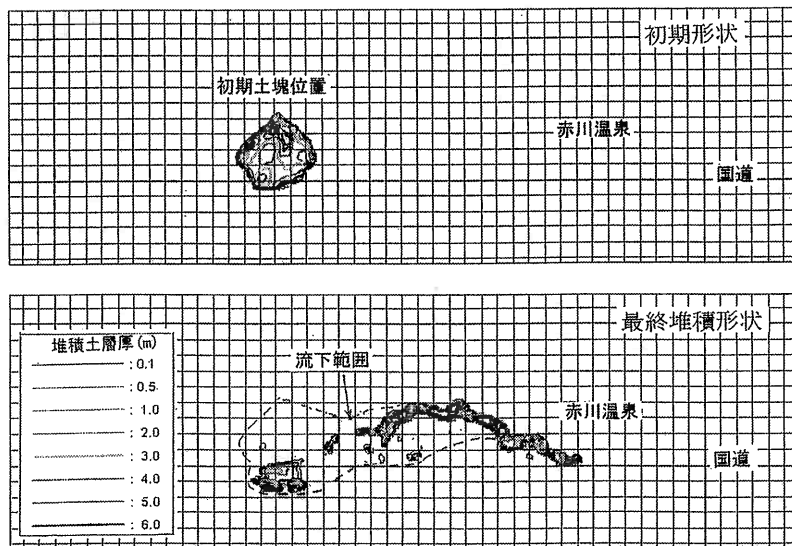 初期形状
初期土塊位置
赤川温泉
国道
最終堆積形状
堆積土層厚(m)
: 0.1
: 0.5
: 1.0
: 2.0
: 3.0
: 4.0
: 5.0
: 6.0
流下範囲
赤川温泉
国道